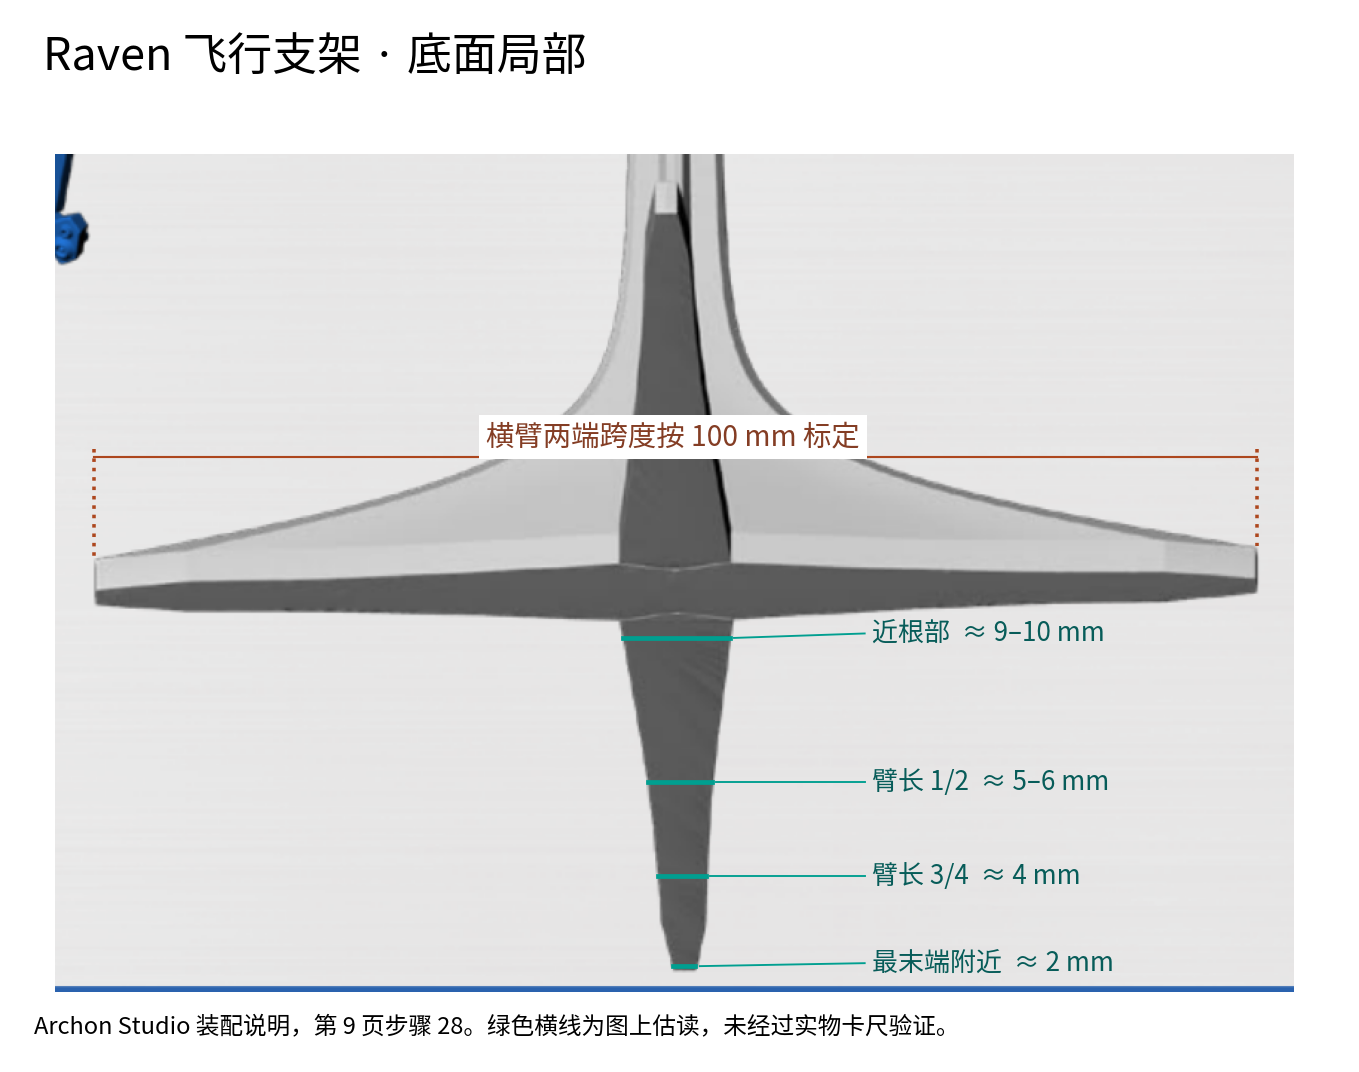 Raven 飞行支架 · 底面局部
横臂两端跨度按 100 mm 标定
近根部 ≈ 9–10 mm
臂长 1/2 ≈ 5–6 mm
臂长 3/4 ≈ 4 mm
最末端附近 ≈ 2 mm
Archon Studio 装配说明，第 9 页步骤 28。绿色横线为图上估读，未经过实物卡尺验证。